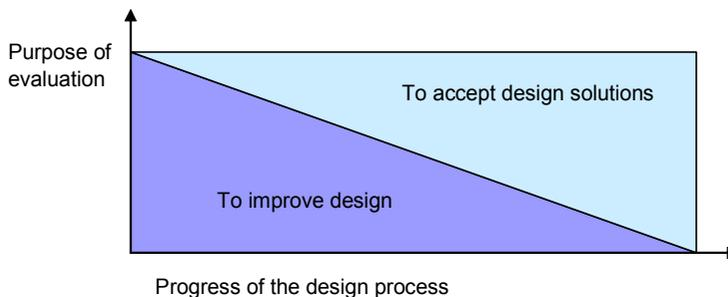 Purpose of
evaluation
To accept design solutions
To improve design
Progress of the design process